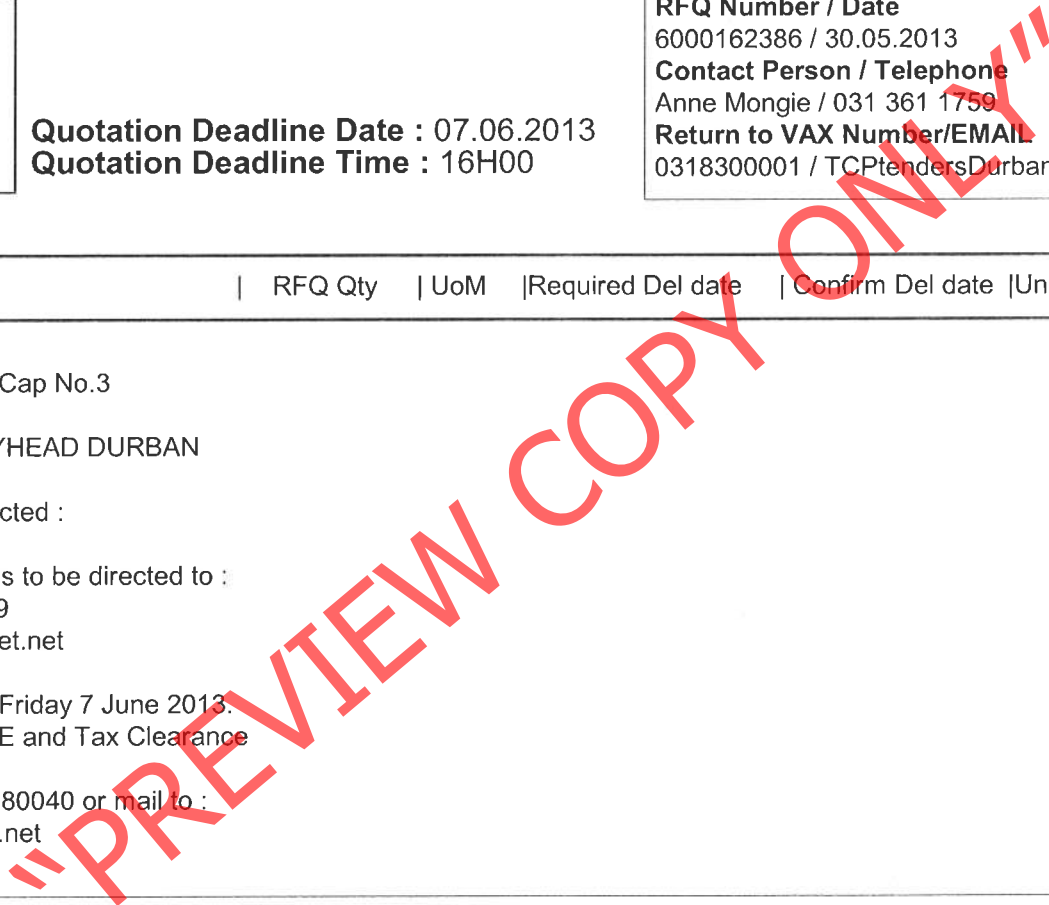 RFQ Number / Date
6000162386 / 30.05.2013
Contact Person / Telephone
Anne Mongie / 031 361 1759
Return to VAX Number/EMAIL
0318300001 / TCPtendersDurban
Quotation Deadline Date : 07.06.2013
Quotation Deadline Time : 16H00
| RFQ Qty | UoM |Required Del date | Confirm Del date |Un
Cap No.3
YHEAD DURBAN
cted :
s to be directed to :
9
et.net
Friday 7 June 2013.
E and Tax Clearance
80040 or mail to :
.net
"PREVIEW COPY ONLY"